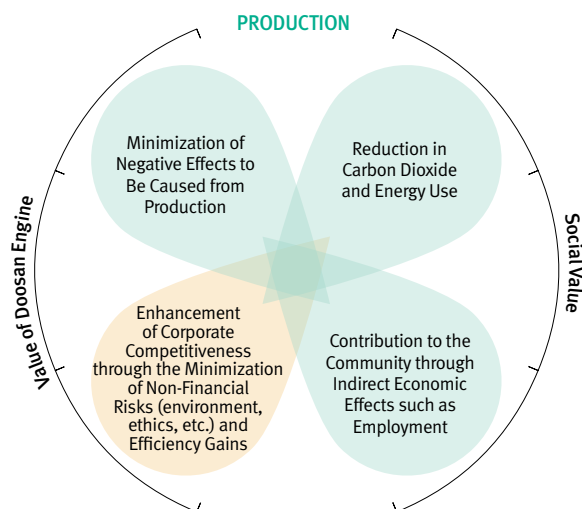 PRODUCTION
Minimization of
Negative Effects to
Be Caused from
Production
Reduction in
Carbon Dioxide
and Energy Use
Value of Doosan Engine
Social Value
Enhancement
of Corporate
Competitiveness
through the Minimization
of Non-Financial
Risks (environment,
ethics, etc.) and
Efficiency Gains
Contribution to the
Community through
Indirect Economic
Effects such as
Employment